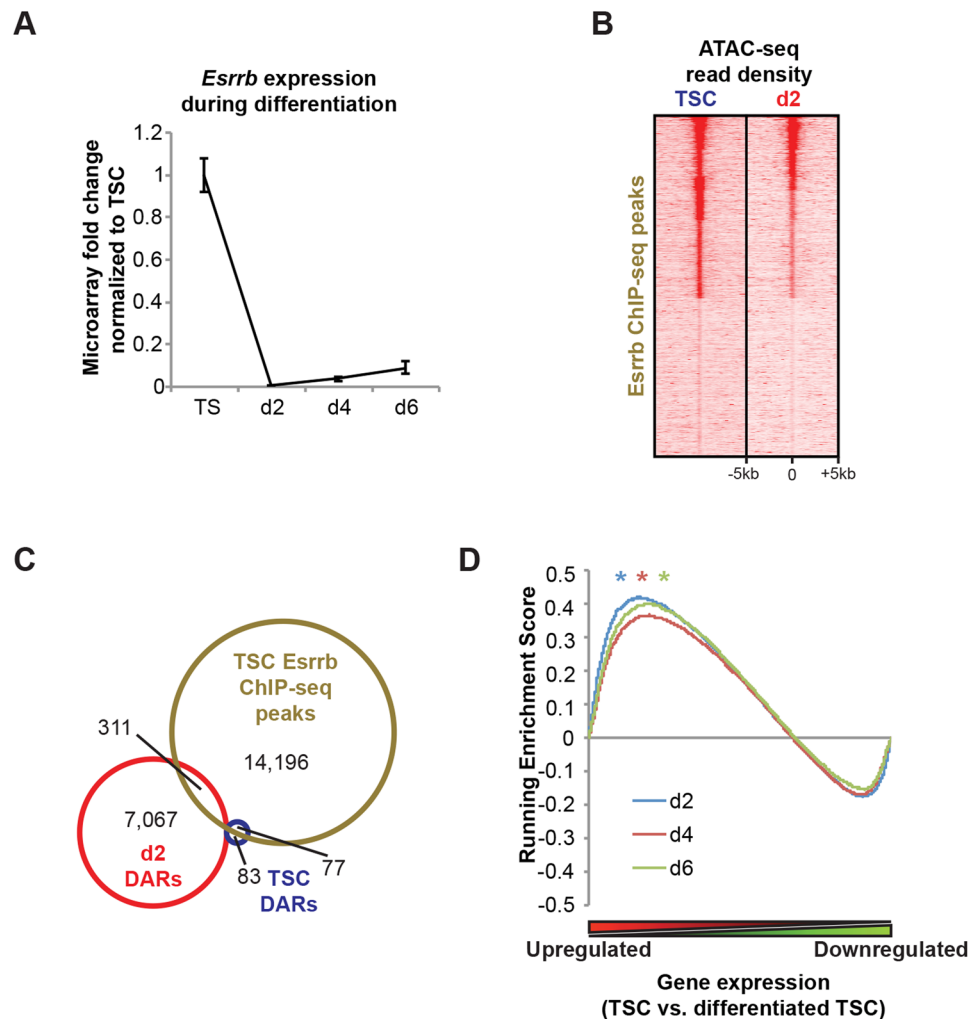 A
Esrrb expression
during differentiation
Microarray fold change
normalized to TSC
1.2
1
0.8
0.6
0.4
0.2
0
TS d2 d4 d6
B
ATAC-seq
read density
TSC d2
Esrrb ChIP-seq peaks
-5kb 0 +5kb
C
TSC Esrrb
ChIP-seq
peaks
14,196
311
7,067
d2
DARs
83
TSC
DARs
77
D
Running Enrichment Score
0.5
0.4
0.3
0.2
0.1
0
-0.1
-0.2
-0.3
-0.4
-0.5
* * *
d2
d4
d6
Upregulated Downregulated
Gene expression
(TSC vs. differentiated TSC)